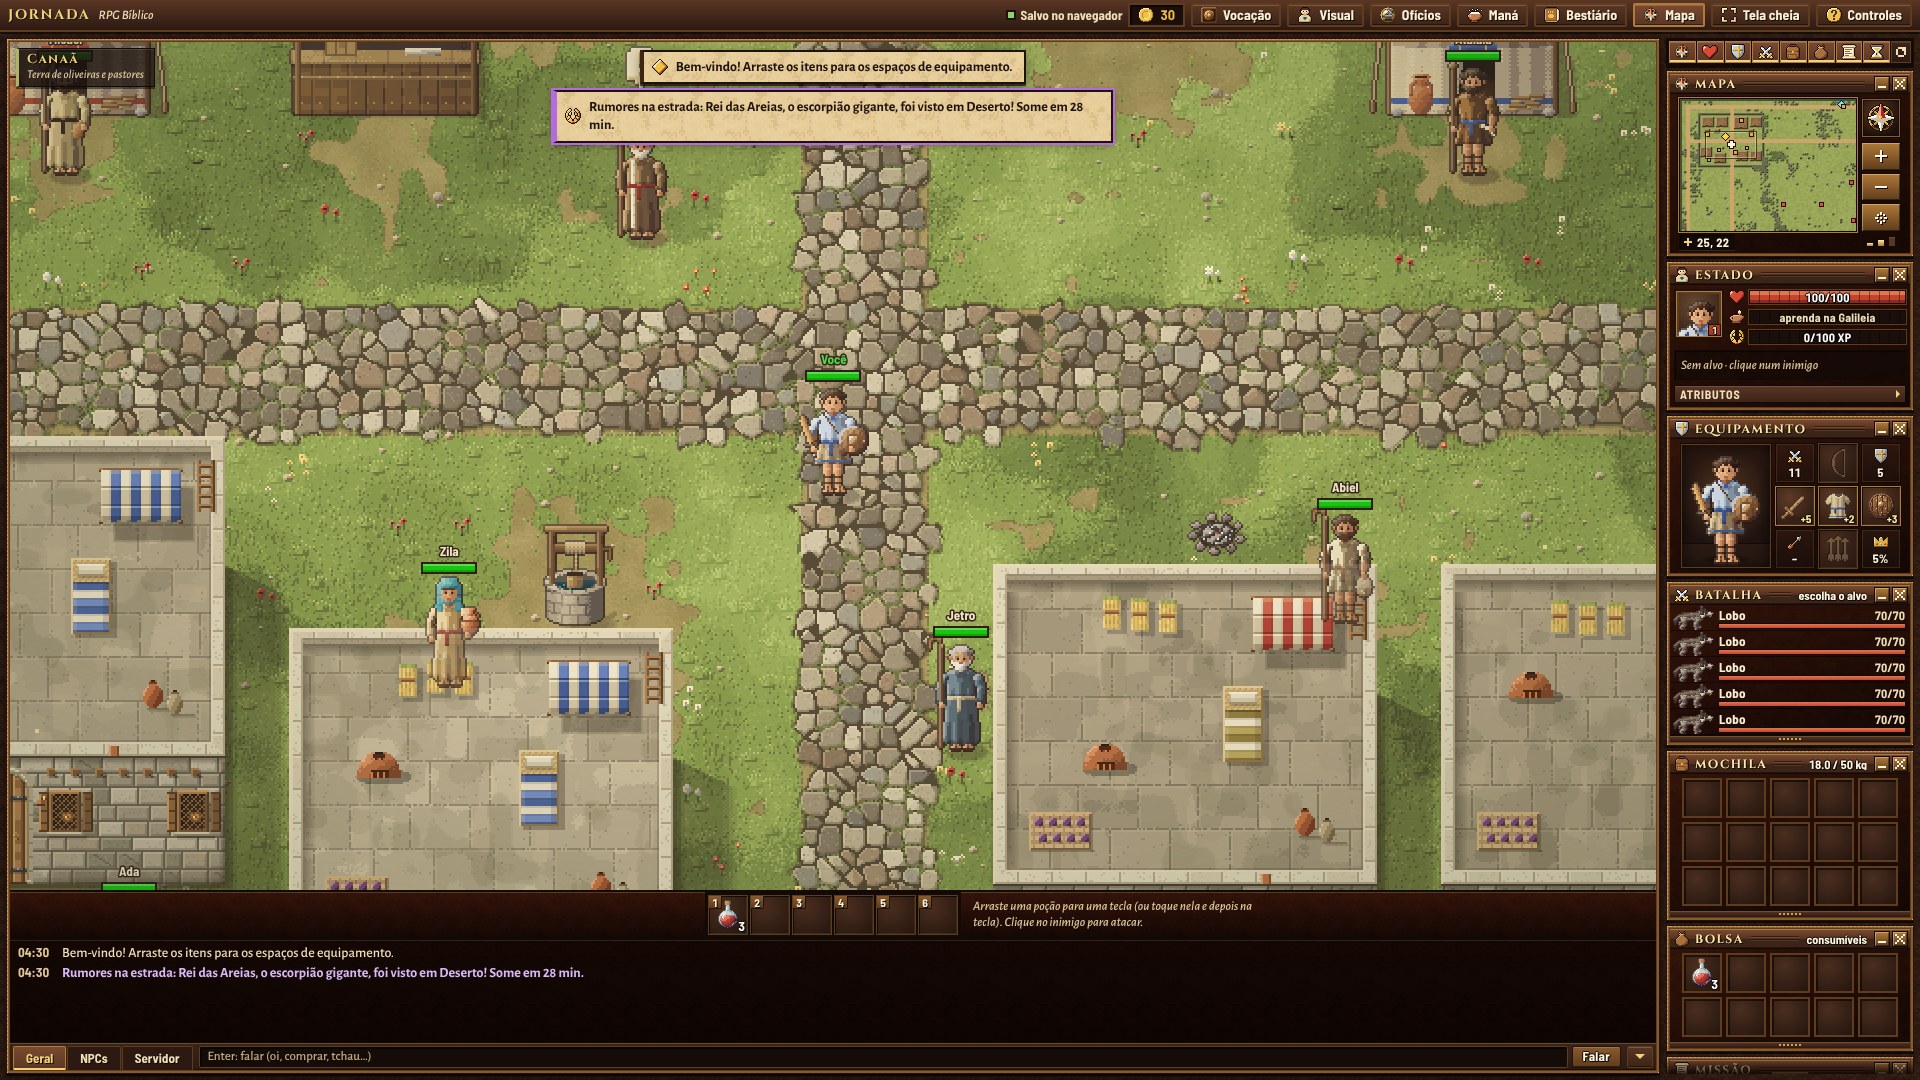 JORNADA RPG Bíblico
Salvo no navegador
30
Vocação
Visual
Ofícios
Maná
Bestiário
Mapa
Tela cheia
Controles
CANAÃ
Terra de oliveiras e pastores
Bem-vindo! Arraste os itens para os espaços de equipamento.
Rumores na estrada: Rei das Areias, o escorpião gigante, foi visto em Deserto! Some em 28
min.
Você
Zila
Abiel
Jetro
Ada
MAPA
+ 25, 22
ESTADO
100/100
aprenda na Galileia
1
0/100 XP
Sem alvo · clique num inimigo
ATRIBUTOS
EQUIPAMENTO
11
5
+5
+2
+3
-
5%
BATALHA escolha o alvo
Lobo 70/70
Lobo 70/70
Lobo 70/70
Lobo 70/70
Lobo 70/70
MOCHILA 18.0 / 50 kg
BOLSA consumíveis
3
MISSÃO
1 2 3 4 5 6
3
Arraste uma poção para uma tecla (ou toque nela e depois na
tecla). Clique no inimigo para atacar.
04:30 Bem-vindo! Arraste os itens para os espaços de equipamento.
04:30 Rumores na estrada: Rei das Areias, o escorpião gigante, foi visto em Deserto! Some em 28 min.
Geral
NPCs
Servidor
Enter: falar (oi, comprar, tchau...)
Falar